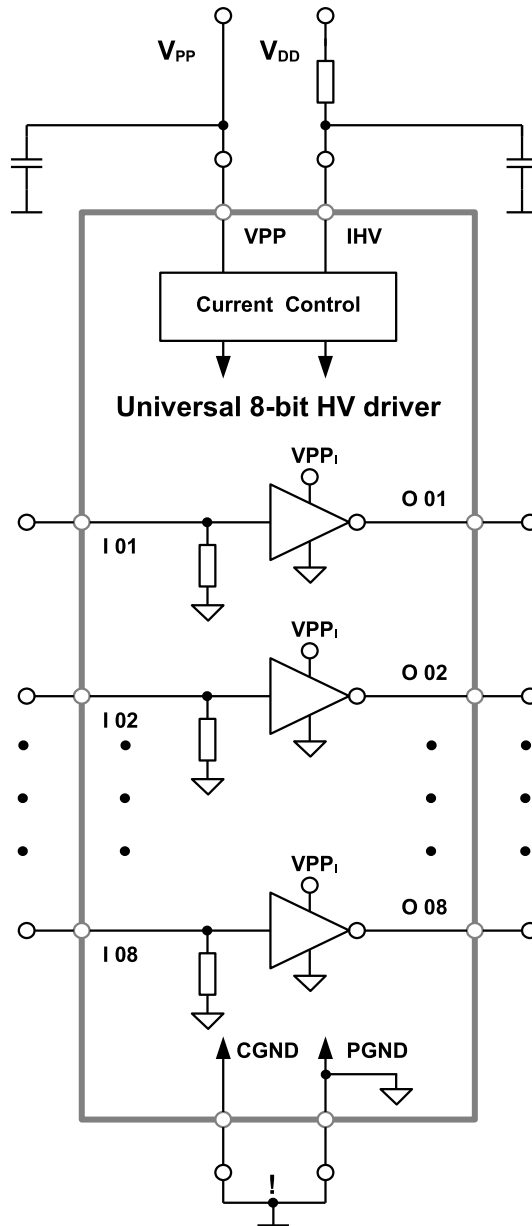 VPP VDD
VPP IHV
Current Control
Universal 8-bit HV driver
VPPI
I 01 O 01
VPPI
I 02 O 02
VPPI
I 08 O 08
CGND PGND
!